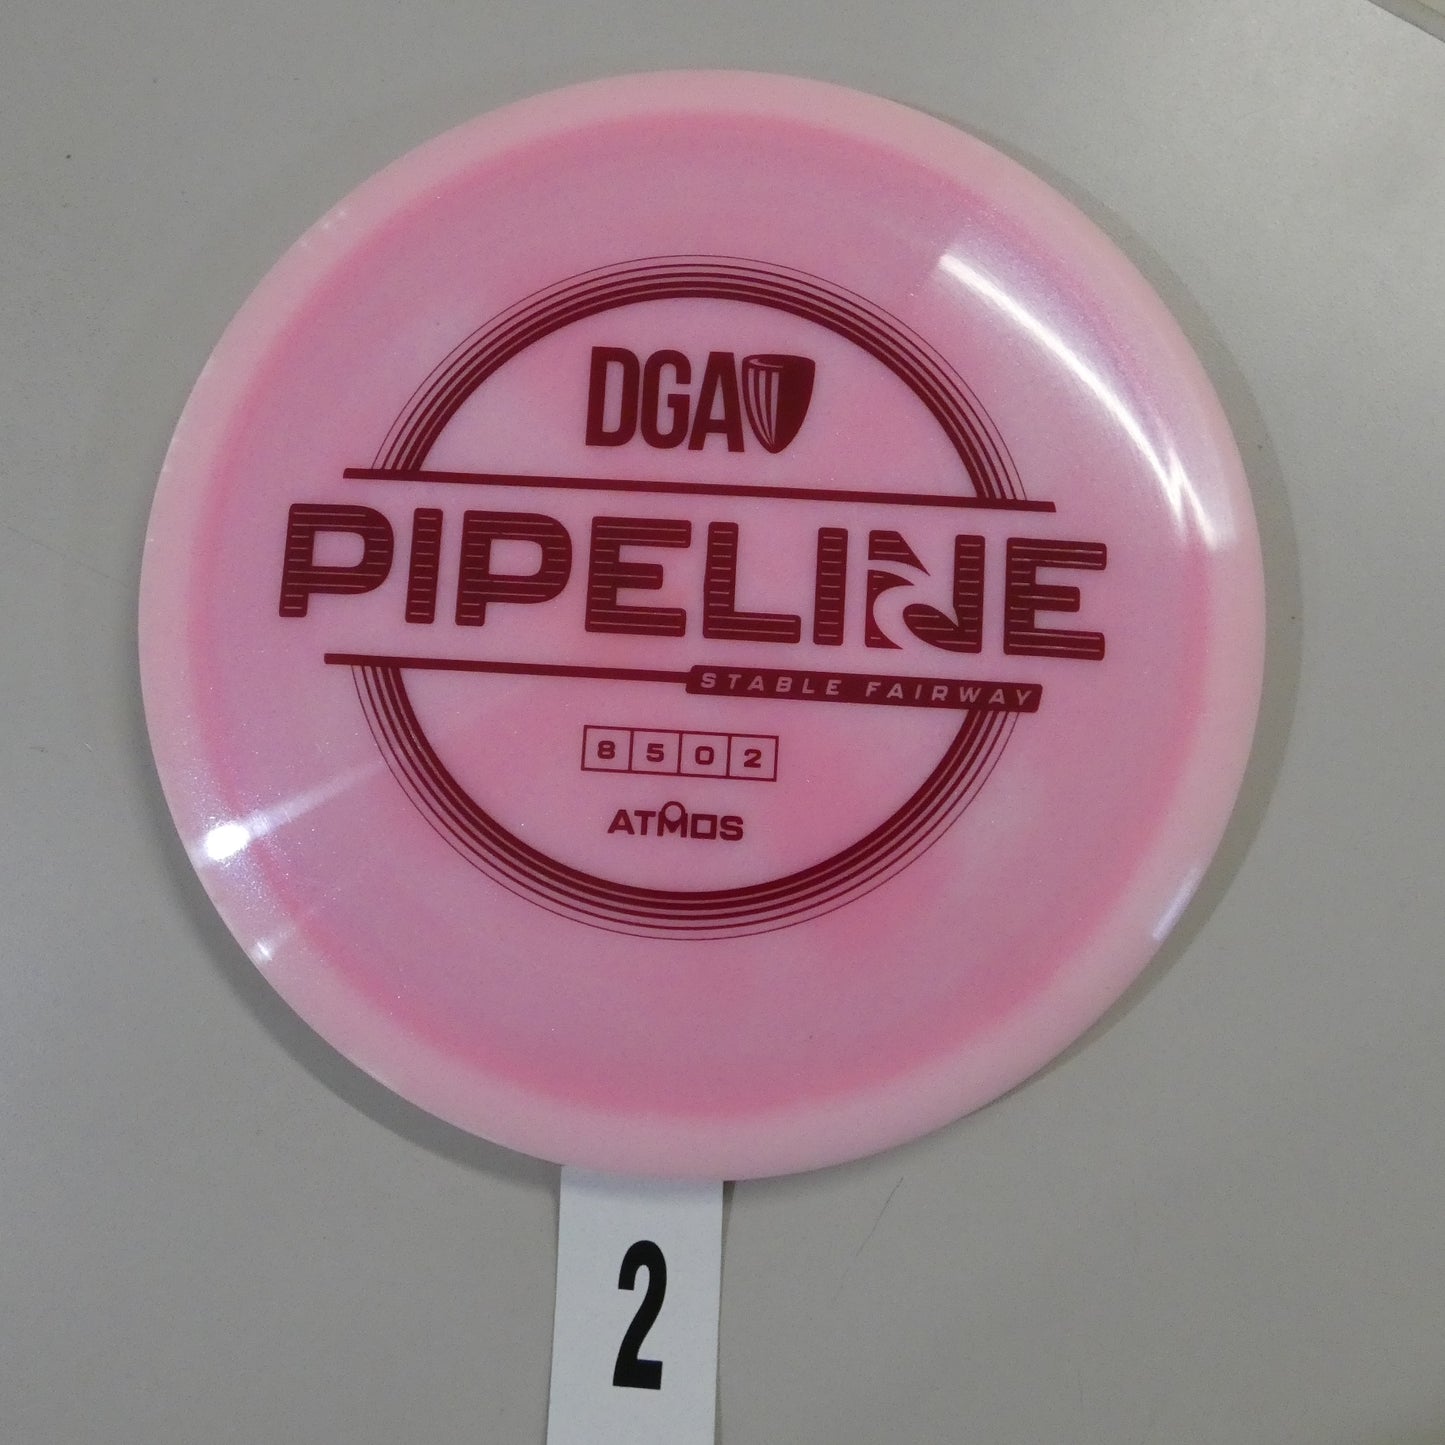 DGA
PIPELINE
STABLE FAIRWAY
8 5 0 2
ATMOS
2